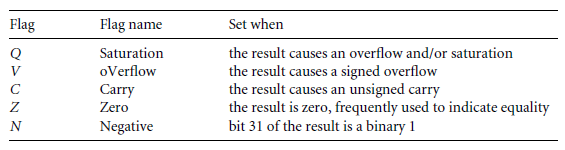 Flag Flag name Set when
Q Saturation the result causes an overflow and/or saturation
V oVerflow the result causes a signed overflow
C Carry the result causes an unsigned carry
Z Zero the result is zero, frequently used to indicate equality
N Negative bit 31 of the result is a binary 1